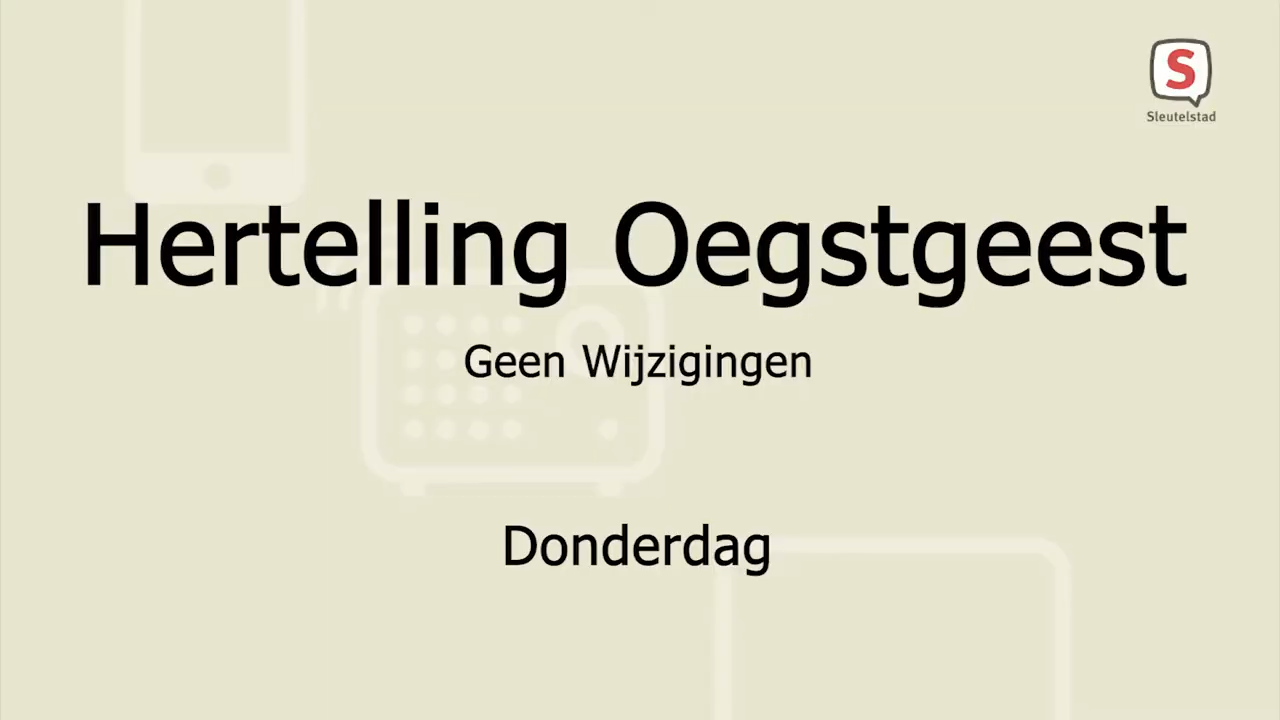 S
Sleutelstad
Hertelling Oegstgeest
Geen Wijzigingen
Donderdag